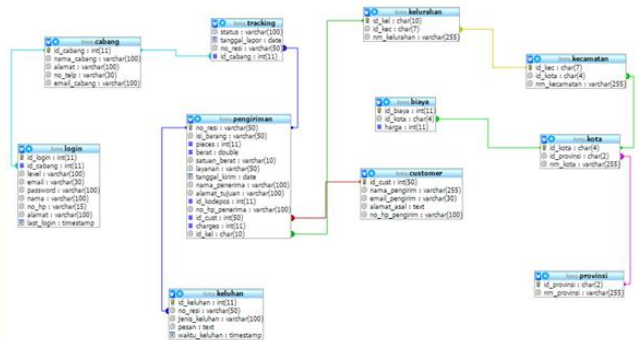 cabang
id_cabang : int(11)
nama_cabang : varchar(100)
alamat : varchar(100)
no_telp : varchar(30)
email_cabang : varchar(100)
tracking
status : varchar(100)
tanggal_lapor : date
no_resi : varchar(50)
id_cabang : int(11)
kelurahan
id_kel : char(10)
id_kec : char(7)
nm_kelurahan : varchar(255)
kecamatan
id_kec : char(7)
id_kota : char(4)
nm_kecamatan : varchar(255)
biaya
id_biaya : int(11)
id_kota : char(4)
harga : int(11)
login
id_login : int(11)
id_cabang : int(11)
level : varchar(100)
email : varchar(30)
password : varchar(100)
nama : varchar(100)
no_hp : varchar(15)
alamat : varchar(100)
last_login : timestamp
pengiriman
no_resi : varchar(50)
isi_barang : varchar(50)
pieces : int(11)
berat : double
satuan_berat : varchar(10)
layanan : varchar(50)
tanggal_kirim : date
nama_penerima : varchar(100)
alamat_tujuan : varchar(100)
id_kodepos : int(11)
no_hp_penerima : varchar(100)
id_cust : int(50)
charges : int(11)
id_kel : char(10)
kota
id_kota : char(4)
id_provinsi : char(2)
nm_kota : varchar(255)
customer
id_cust : int(50)
nama_pengirim : varchar(255)
email_pengirim : varchar(30)
alamat_asal : text
no_hp_pengirim : varchar(100)
provinsi
id_provinsi : char(2)
nm_provinsi : varchar(255)
keluhan
id_keluhan : int(11)
no_resi : varchar(50)
jenis_keluhan : varchar(100)
pesan : text
waktu_keluhan : timestamp